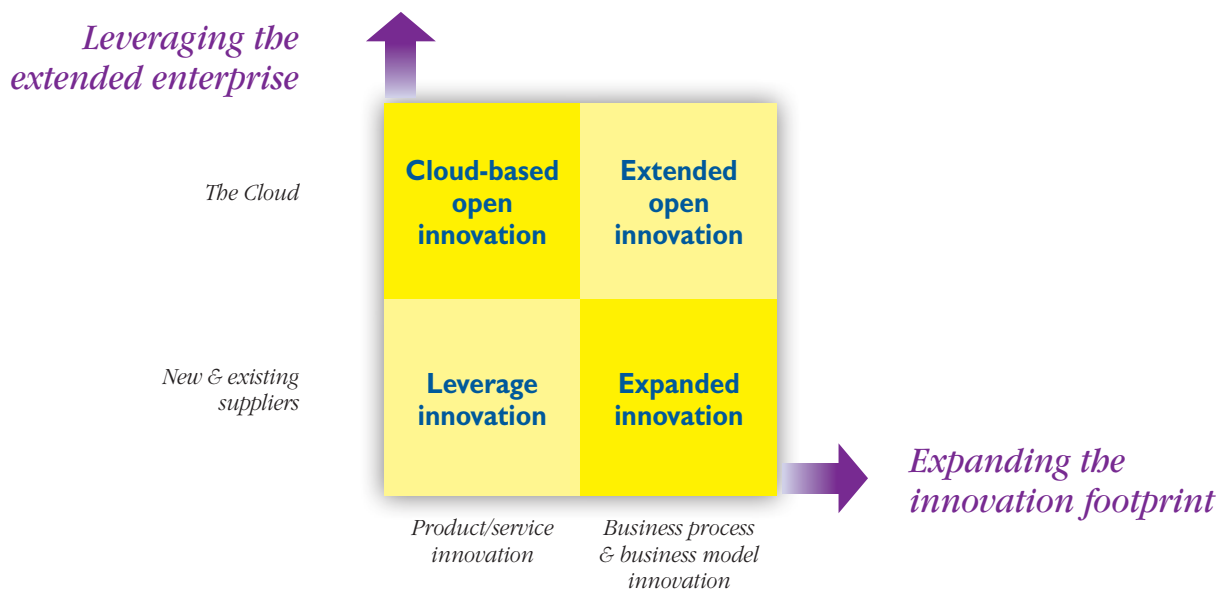 Leveraging the
extended enterprise
The Cloud
Cloud-based
open
innovation
Extended
open
innovation
New & existing
suppliers
Leverage
innovation
Expanded
innovation
Expanding the
innovation footprint
Product/service
innovation
Business process
& business model
innovation